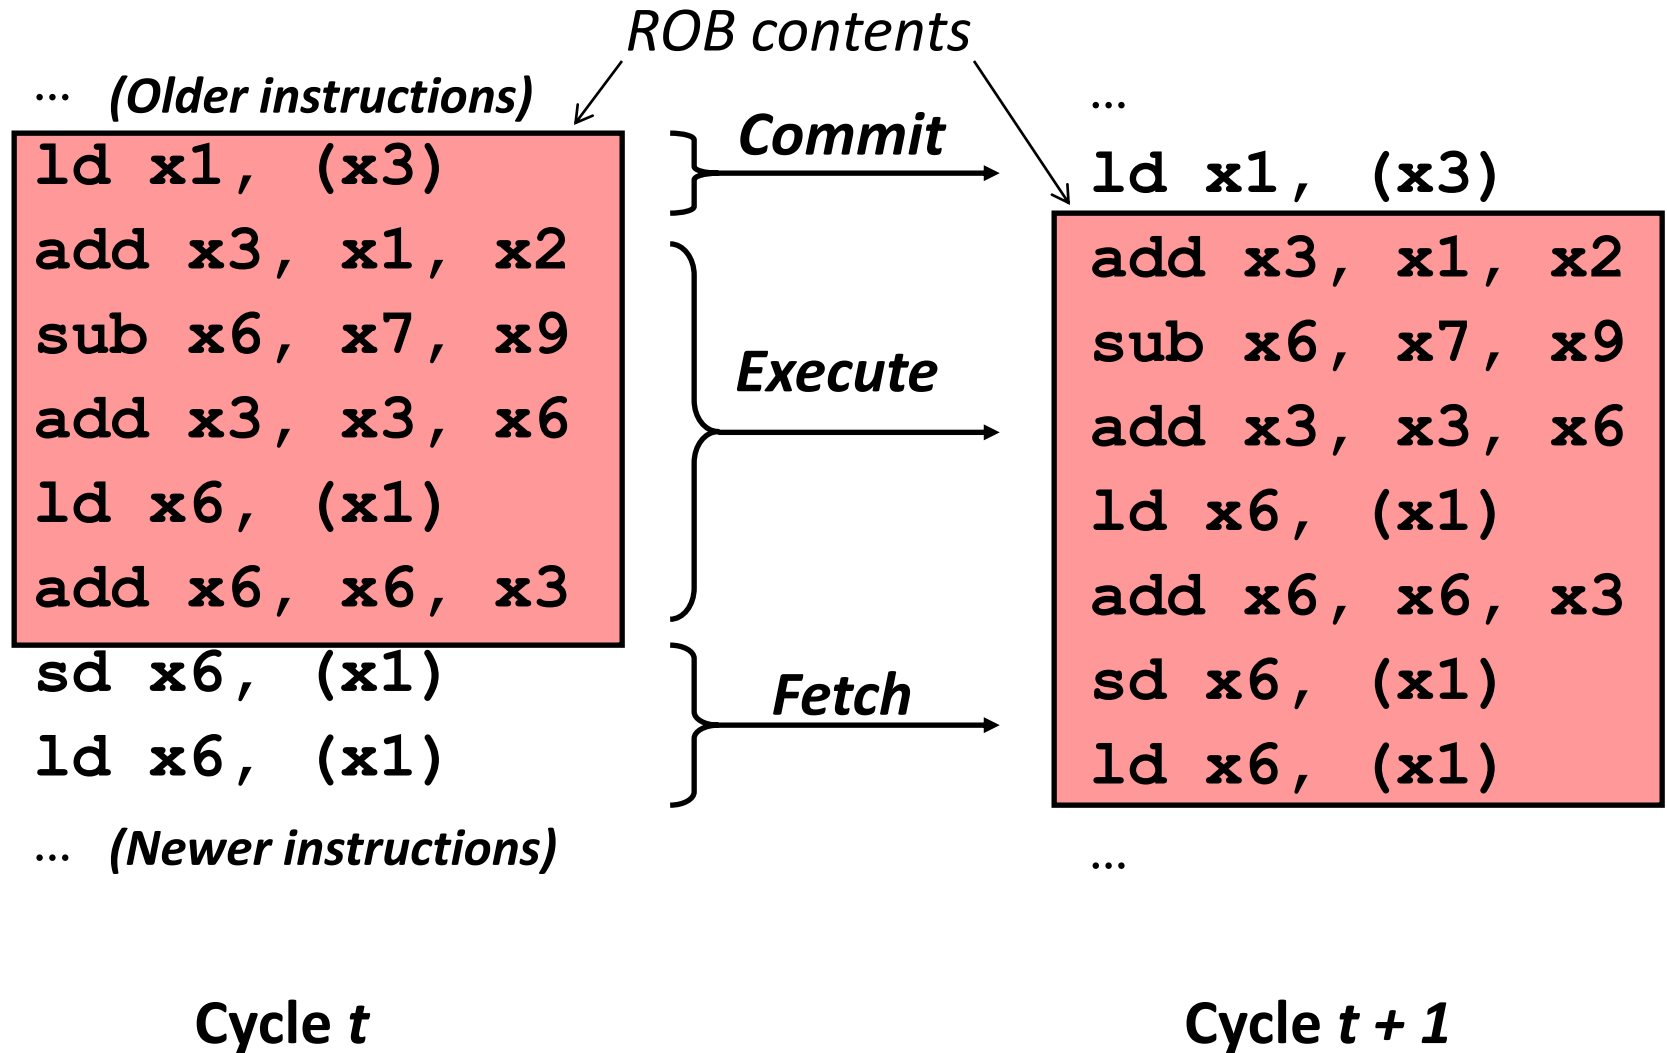 ROB contents
... (Older instructions)
ld x1, (x3)
add x3, x1, x2
sub x6, x7, x9
add x3, x3, x6
ld x6, (x1)
add x6, x6, x3
sd x6, (x1)
ld x6, (x1)
... (Newer instructions)
Cycle t
Commit
Execute
Fetch
...
ld x1, (x3)
add x3, x1, x2
sub x6, x7, x9
add x3, x3, x6
ld x6, (x1)
add x6, x6, x3
sd x6, (x1)
ld x6, (x1)
...
Cycle t + 1